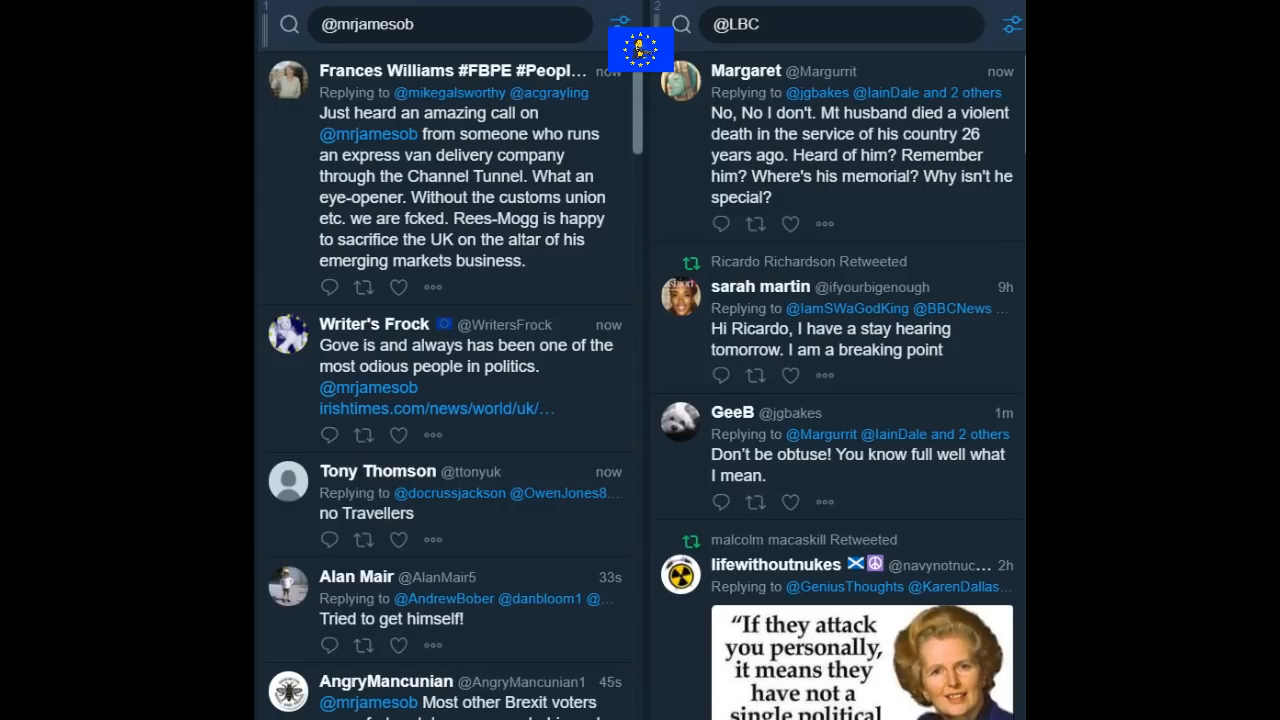 1
@mrjamesob
Frances Williams #FBPE #Peopl... now
Replying to @mikegalsworthy @acgrayling
Just heard an amazing call on
@mrjamesob from someone who runs
an express van delivery company
through the Channel Tunnel. What an
eye-opener. Without the customs union
etc. we are fcked. Rees-Mogg is happy
to sacrifice the UK on the altar of his
emerging markets business.
Writer's Frock @WritersFrock now
Gove is and always has been one of the
most odious people in politics.
@mrjamesob
irishtimes.com/news/world/uk/…
Tony Thomson @ttonyuk now
Replying to @docrussjackson @OwenJones8...
no Travellers
Alan Mair @AlanMair5 33s
Replying to @AndrewBober @danbloom1 @...
Tried to get himself!
AngryMancunian @AngryMancunian1 45s
@mrjamesob Most other Brexit voters
2
@LBC
Margaret @Margurrit now
Replying to @jgbakes @IainDale and 2 others
No, No I don't. Mt husband died a violent
death in the service of his country 26
years ago. Heard of him? Remember
him? Where's his memorial? Why isn't he
special?
Ricardo Richardson Retweeted
sarah martin @ifyourbigenough 9h
Replying to @IamSWaGodKing @BBCNews ...
Hi Ricardo, I have a stay hearing
tomorrow. I am a breaking point
GeeB @jgbakes 1m
Replying to @Margurrit @IainDale and 2 others
Don't be obtuse! You know full well what
I mean.
malcolm macaskill Retweeted
lifewithoutnukes @navynotnuc... 2h
Replying to @GeniusThoughts @KarenDallas...
“If they attack
you personally,
it means they
have not a
single political